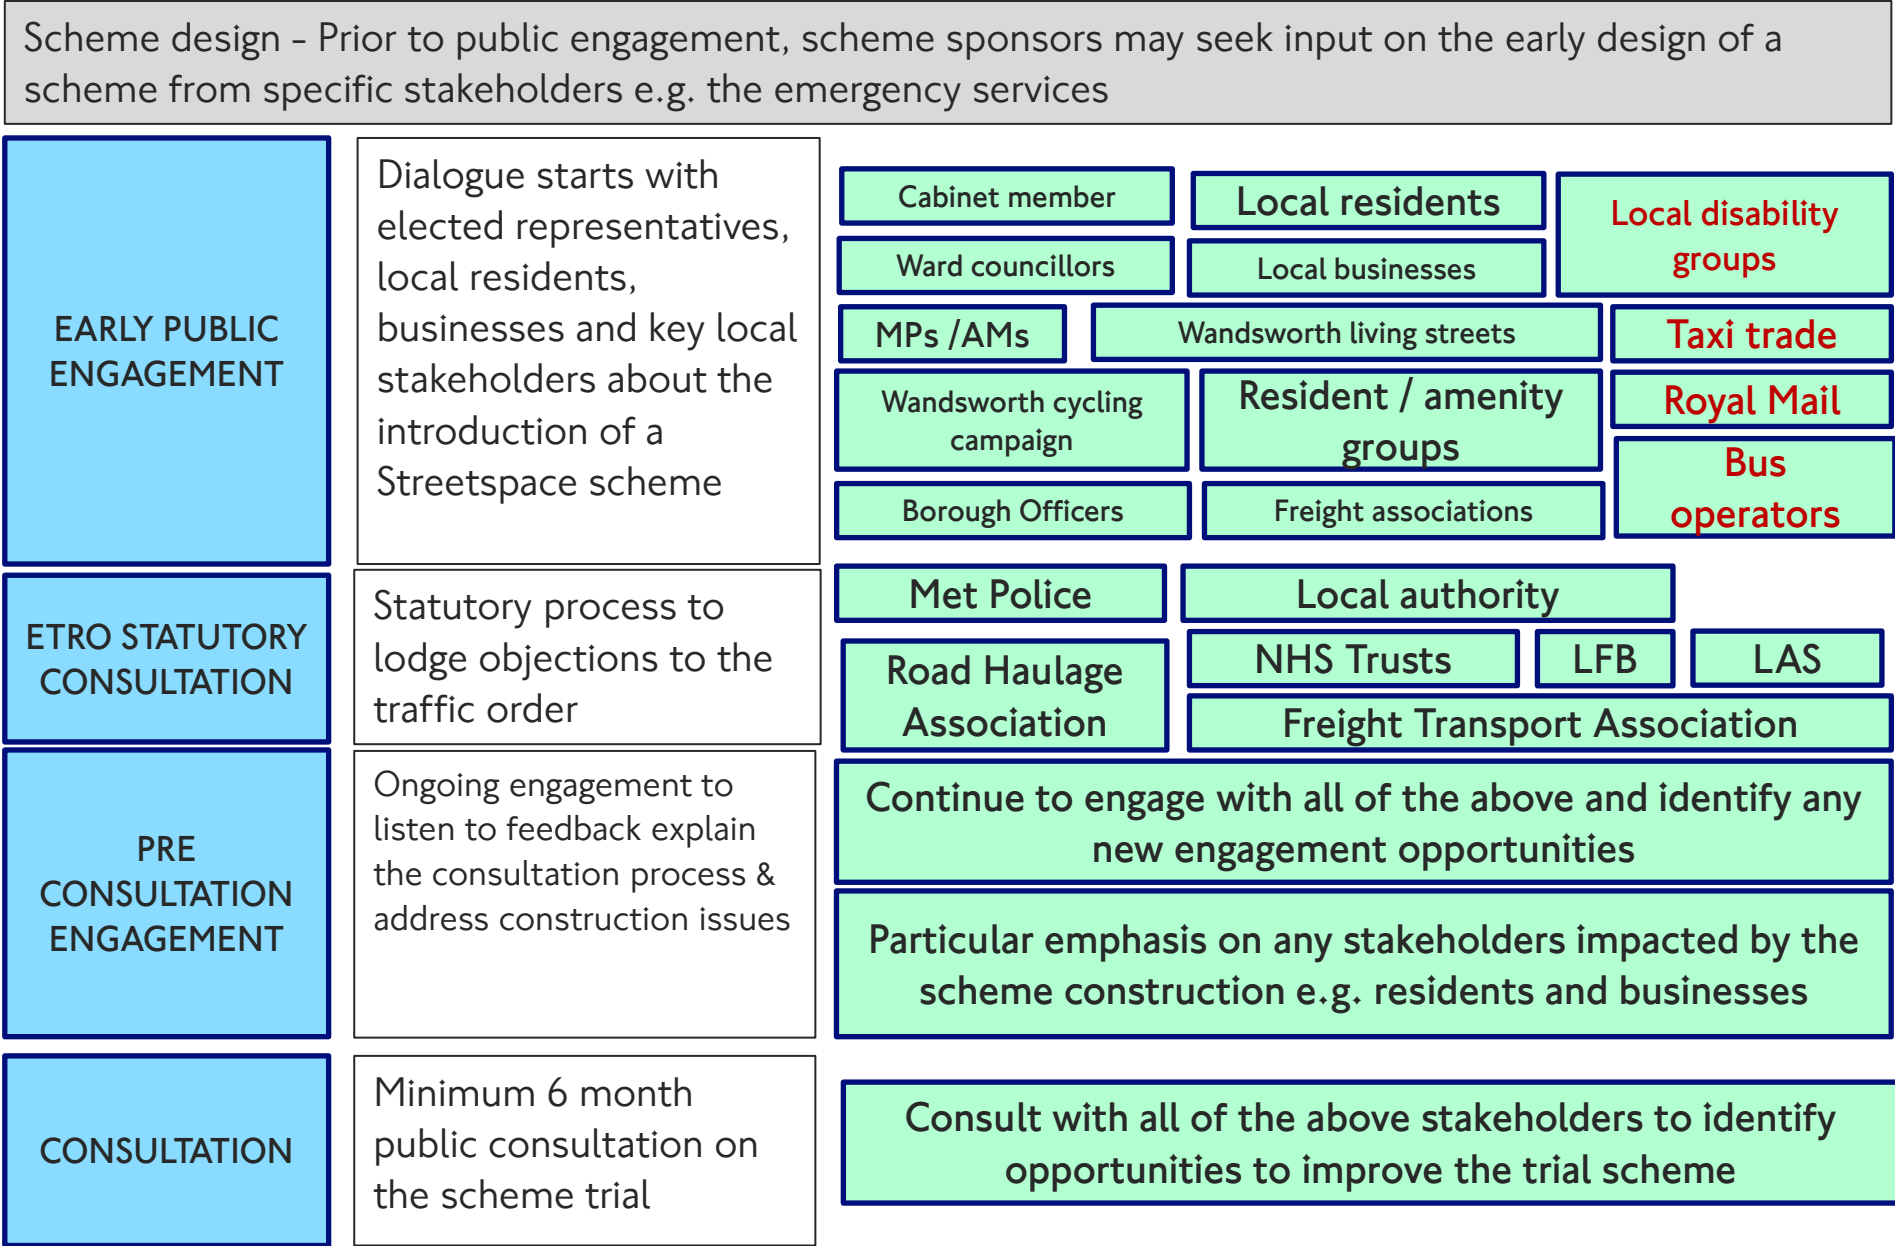 Scheme design - Prior to public engagement, scheme sponsors may seek input on the early design of a
scheme from specific stakeholders e.g. the emergency services
EARLY PUBLIC
ENGAGEMENT
Dialogue starts with
elected representatives,
local residents,
businesses and key local
stakeholders about the
introduction of a
Streetspace scheme
Cabinet member
Local residents
Local disability
groups
Ward councillors
Local businesses
MPs /AMs
Wandsworth living streets
Taxi trade
Wandsworth cycling
campaign
Resident / amenity
groups
Royal Mail
Bus
operators
Borough Officers
Freight associations
ETRO STATUTORY
CONSULTATION
Statutory process to
lodge objections to the
traffic order
Met Police
Local authority
Road Haulage
Association
NHS Trusts
LFB
LAS
Freight Transport Association
PRE
CONSULTATION
ENGAGEMENT
Ongoing engagement to
listen to feedback explain
the consultation process &
address construction issues
Continue to engage with all of the above and identify any
new engagement opportunities
Particular emphasis on any stakeholders impacted by the
scheme construction e.g. residents and businesses
CONSULTATION
Minimum 6 month
public consultation on
the scheme trial
Consult with all of the above stakeholders to identify
opportunities to improve the trial scheme